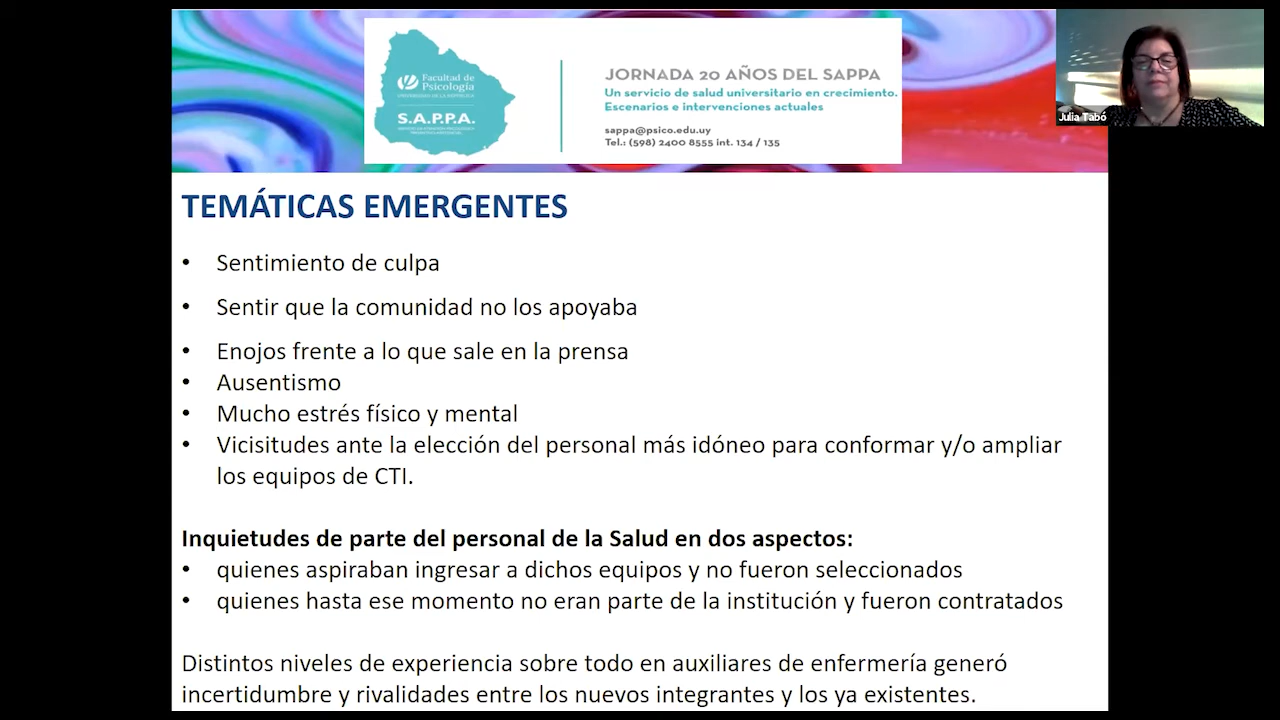 Facultad de
Psicología
UNIVERSIDAD DE LA REPÚBLICA
S.A.P.P.A.
JORNADA 20 AÑOS DEL SAPPA
Un servicio de salud universitario en crecimiento.
Escenarios e intervenciones actuales
sappa@psico.edu.uy
Tel.: (598) 2400 8555 int. 134 / 135
Julia Tabó
TEMÁTICAS EMERGENTES
• Sentimiento de culpa
• Sentir que la comunidad no los apoyaba
• Enojos frente a lo que sale en la prensa
• Ausentismo
• Mucho estrés físico y mental
• Vicisitudes ante la elección del personal más idóneo para conformar y/o ampliar
los equipos de CTI.
Inquietudes de parte del personal de la Salud en dos aspectos:
• quienes aspiraban ingresar a dichos equipos y no fueron seleccionados
• quienes hasta ese momento no eran parte de la institución y fueron contratados
Distintos niveles de experiencia sobre todo en auxiliares de enfermería generó
incertidumbre y rivalidades entre los nuevos integrantes y los ya existentes.